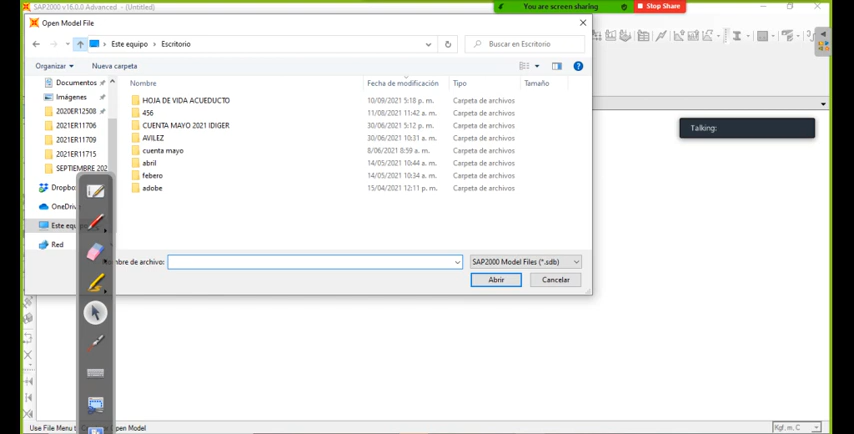 SAP2000 v16.0.0 Advanced - (Untitled)
You are screen sharing
Stop Share
Open Model File
Este equipo > Escritorio
Buscar en Escritorio
Organizar
Nueva carpeta
Nombre
Fecha de modificación
Tipo
Tamaño
Documentos
Imágenes
2020ER12508
2021ER11706
2021ER11709
2021ER11715
SEPTIEMBRE 202
Dropbo
OneDriv
Este equ
Red
HOJA DE VIDA ACUEDUCTO 10/09/2021 5:18 p. m. Carpeta de archivos
456 11/08/2021 11:42 a. m. Carpeta de archivos
CUENTA MAYO 2021 IDIGER 30/06/2021 5:12 p. m. Carpeta de archivos
AVILEZ 30/06/2021 10:31 a. m. Carpeta de archivos
cuenta mayo 8/06/2021 8:59 a. m. Carpeta de archivos
abril 14/05/2021 10:44 a. m. Carpeta de archivos
febero 14/05/2021 10:34 a. m. Carpeta de archivos
adobe 15/04/2021 12:11 p. m. Carpeta de archivos
mbre de archivo:
SAP2000 Model Files (*.sdb)
Abrir
Cancelar
Talking:
Use File Menu t
pen Model
Kgf, m, C